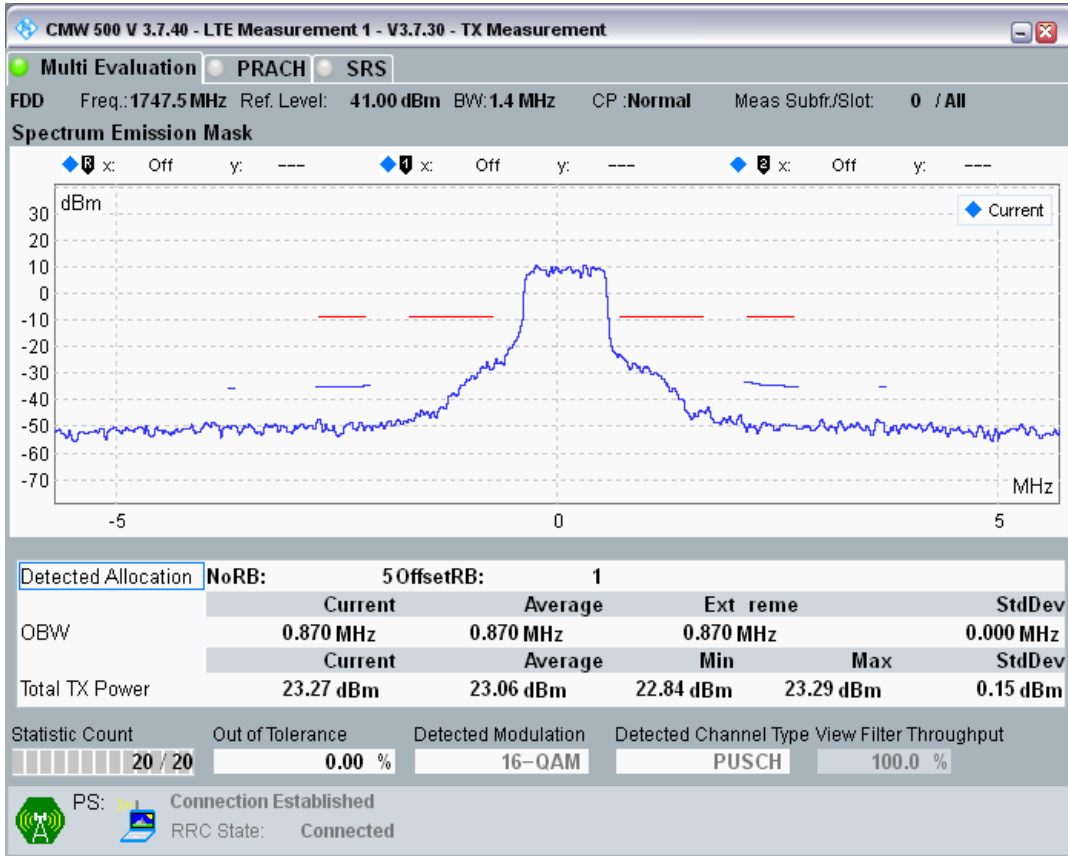 CMW 500 V 3.7.40 - LTE Measurement 1 - V3.7.30 - TX Measurement
Multi Evaluation PRACH SRS
FDD Freq.: 1747.5 MHz Ref. Level: 41.00 dBm BW: 1.4 MHz CP : Normal Meas Subfr./Slot: 0 / All
Spectrum Emission Mask
R x: Off y: --- 1 x: Off y: --- 2 x: Off y: ---
dBm
Current
30
20
10
0
-10
-20
-30
-40
-50
-60
-70
MHz
-5 0 5
Detected Allocation NoRB: 5 OffsetRB: 1
Current Average Ext reme StdDev
OBW 0.870 MHz 0.870 MHz 0.870 MHz 0.000 MHz
Current Average Min Max StdDev
Total TX Power 23.27 dBm 23.06 dBm 22.84 dBm 23.29 dBm 0.15 dBm
Statistic Count Out of Tolerance Detected Modulation Detected Channel Type View Filter Throughput
20 / 20 0.00 % 16-QAM PUSCH 100.0 %
PS: Connection Established
RRC State: Connected